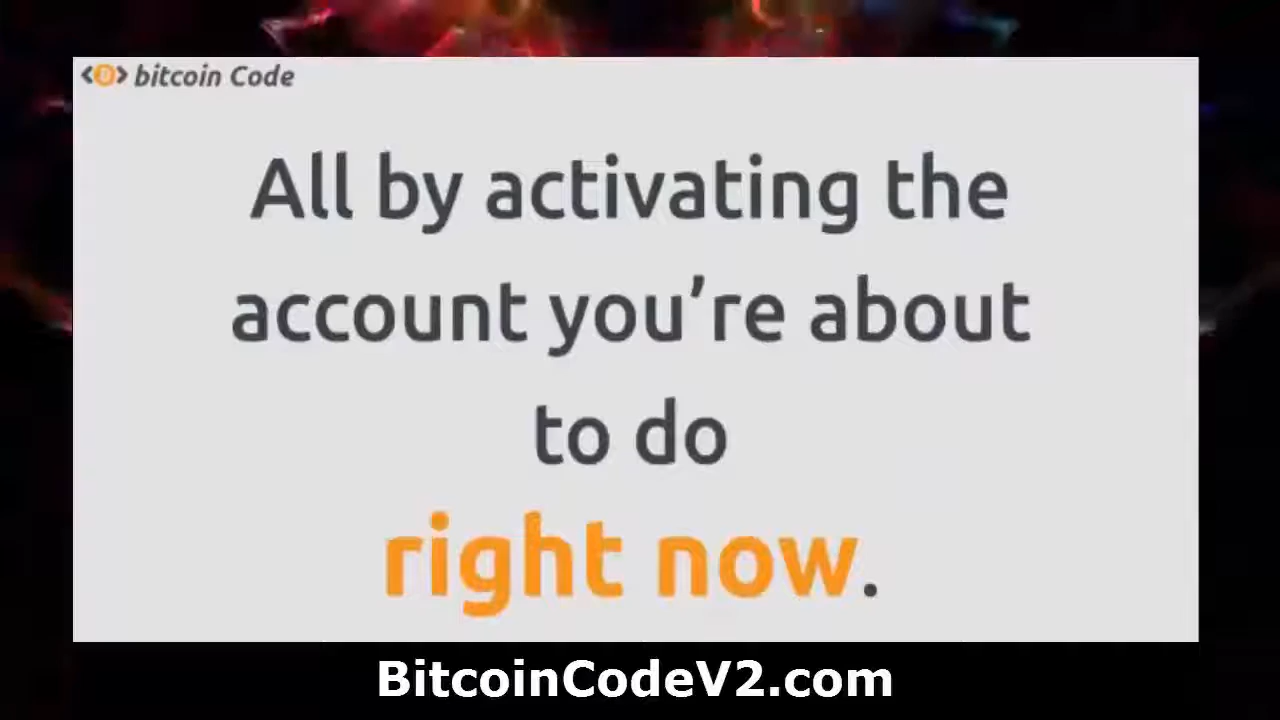 bitcoin Code
All by activating the
account you’re about
to do
right now.
BitcoinCodeV2.com